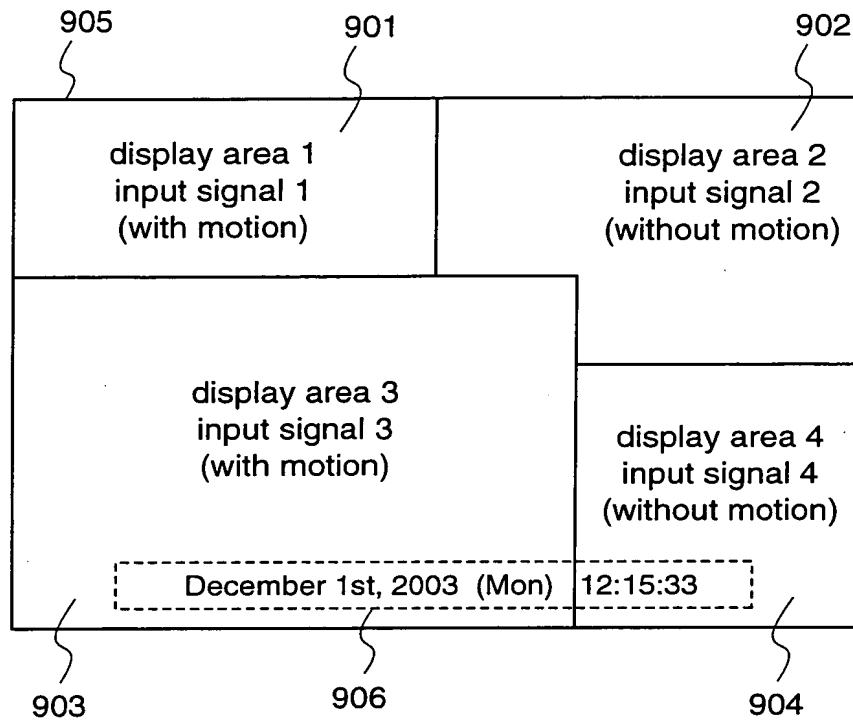 905
901
902
display area 1
input signal 1
(with motion)
display area 2
input signal 2
(without motion)
display area 3
input signal 3
(with motion)
display area 4
input signal 4
(without motion)
December 1st, 2003 (Mon) 12:15:33
903
906
904